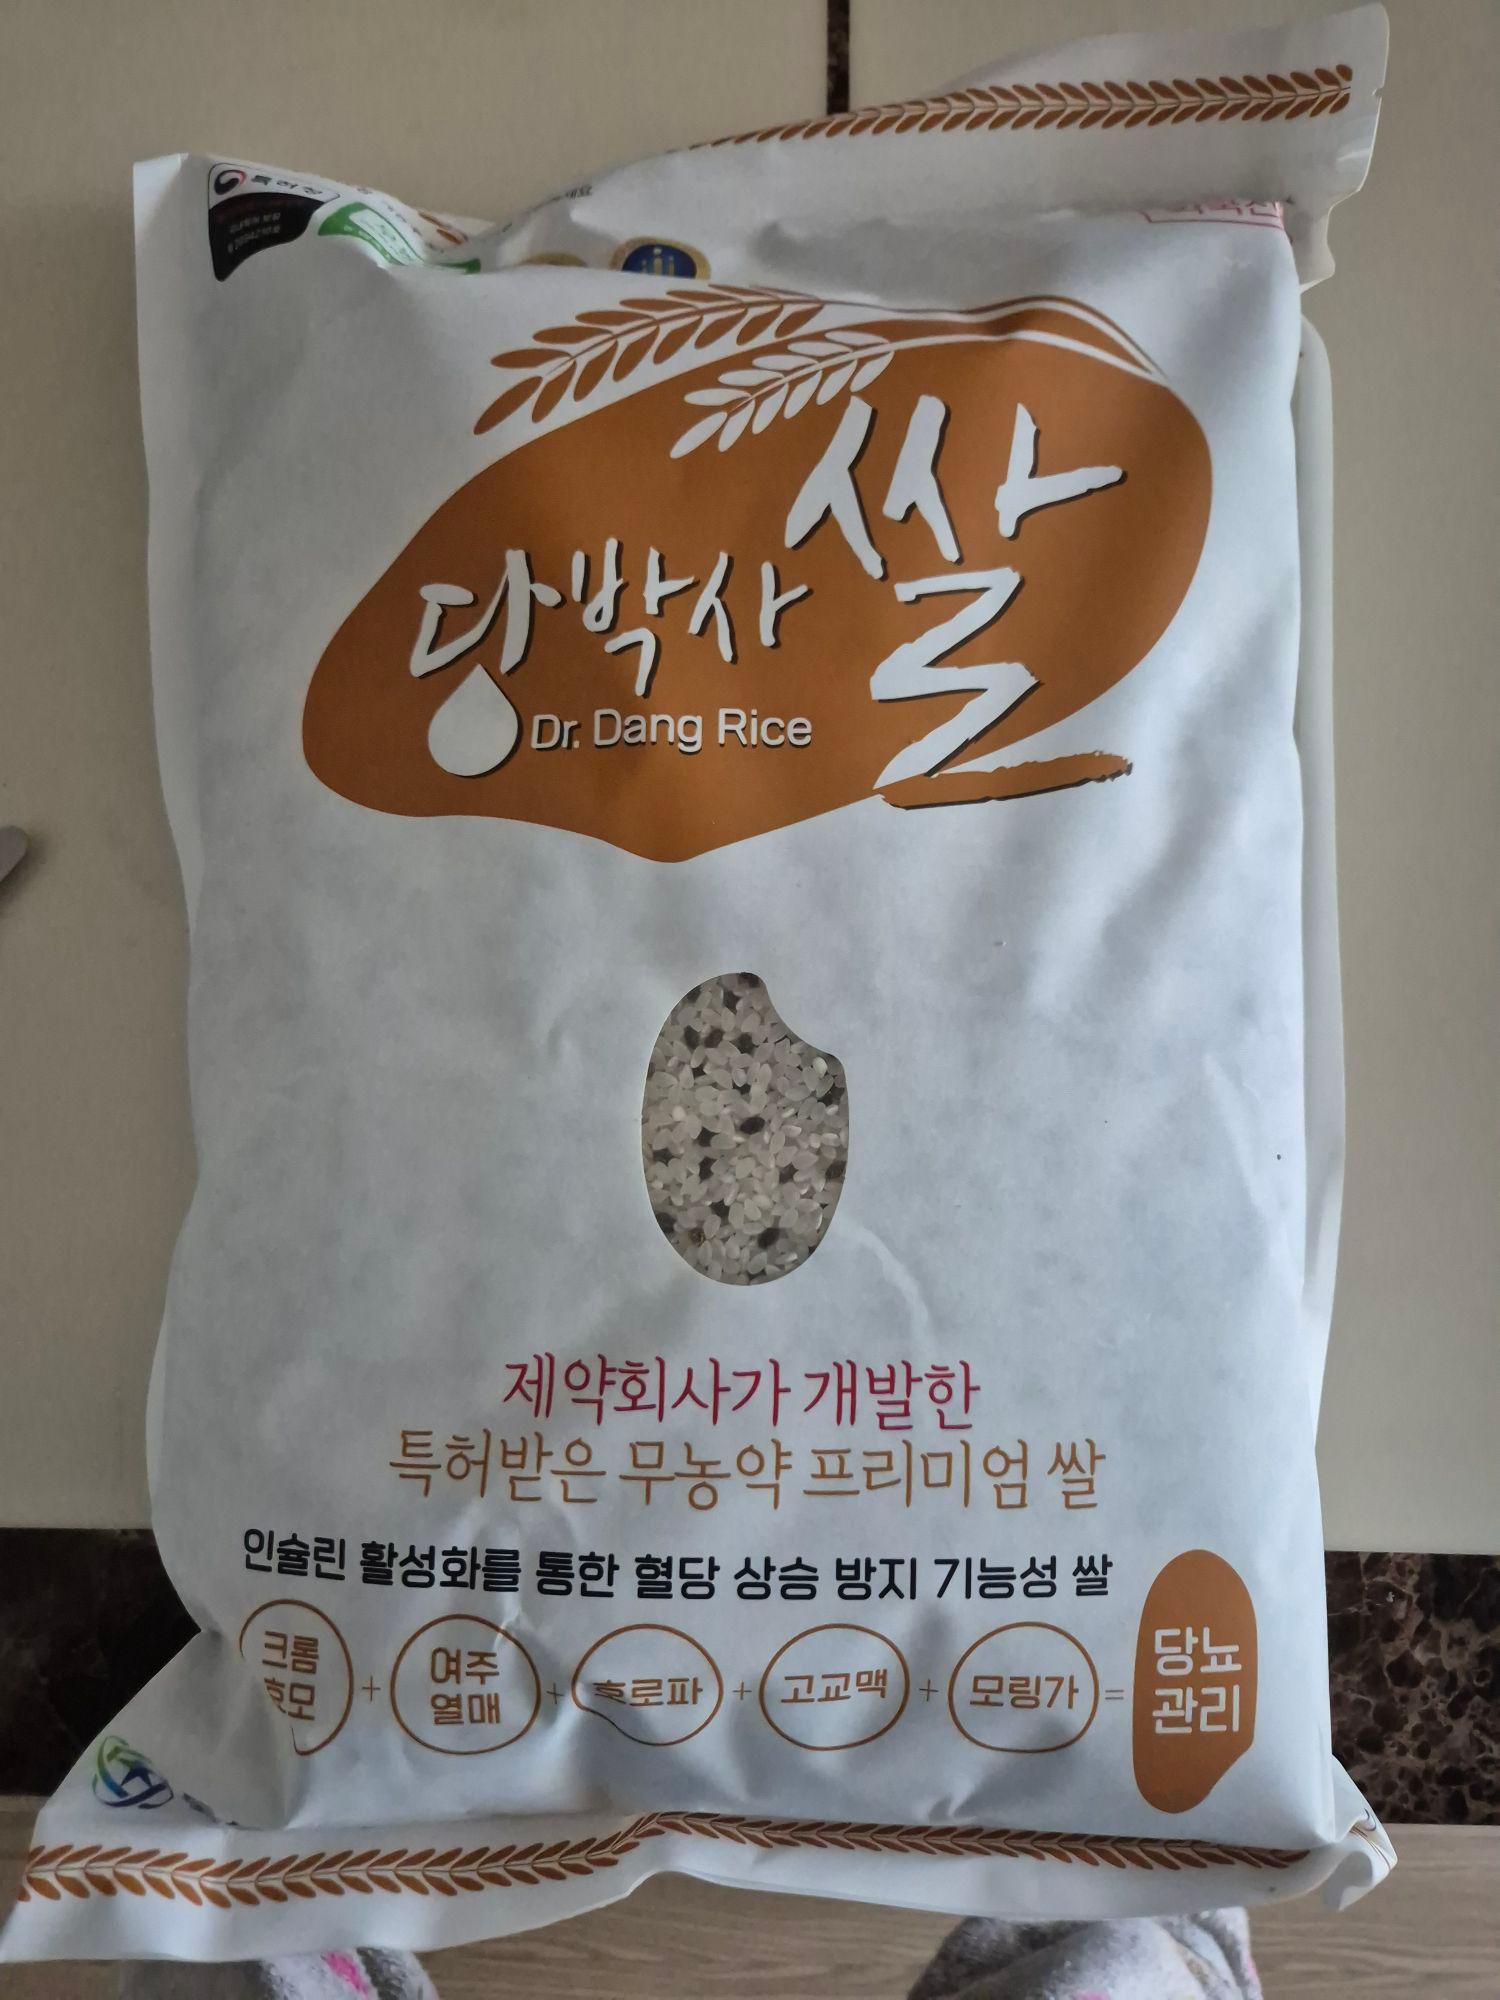 특허청
당박사쌀
Dr. Dang Rice
제약회사가 개발한
특허받은 무농약 프리미엄 쌀
인슐린 활성화를 통한 혈당 상승 방지 기능성 쌀
크롬
효모
+
여주
열매
+
호로파
+
고교맥
+
모링가
=
당뇨
관리